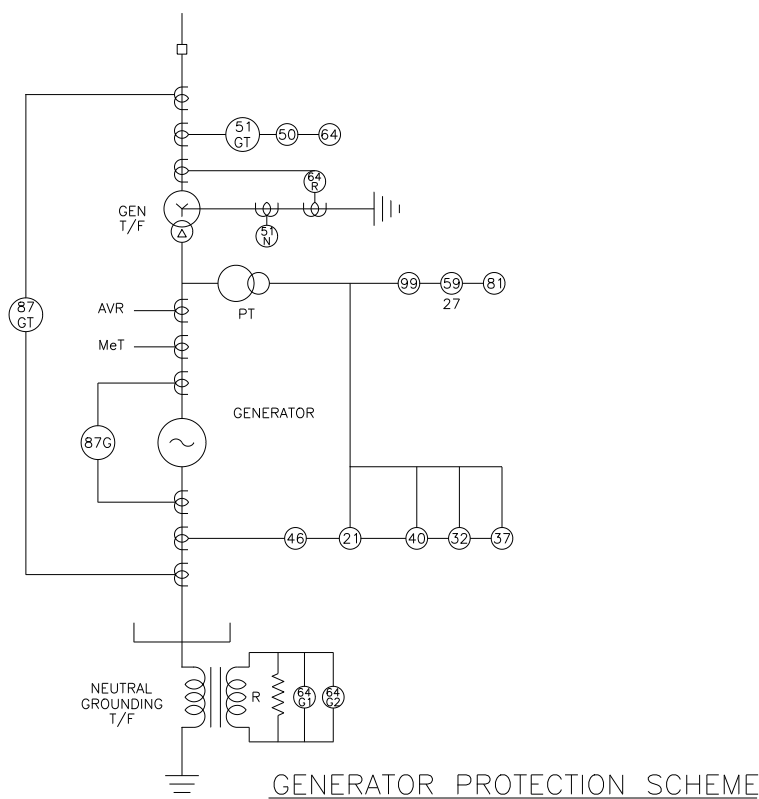 51
GT
50
64
64
R
GEN
T/F
51
N
99
59
81
27
PT
87
GT
AVR
MeT
GENERATOR
87G
46
21
40
32
37
NEUTRAL
GROUNDING
T/F
R
64
G1
64
G2
GENERATOR PROTECTION SCHEME